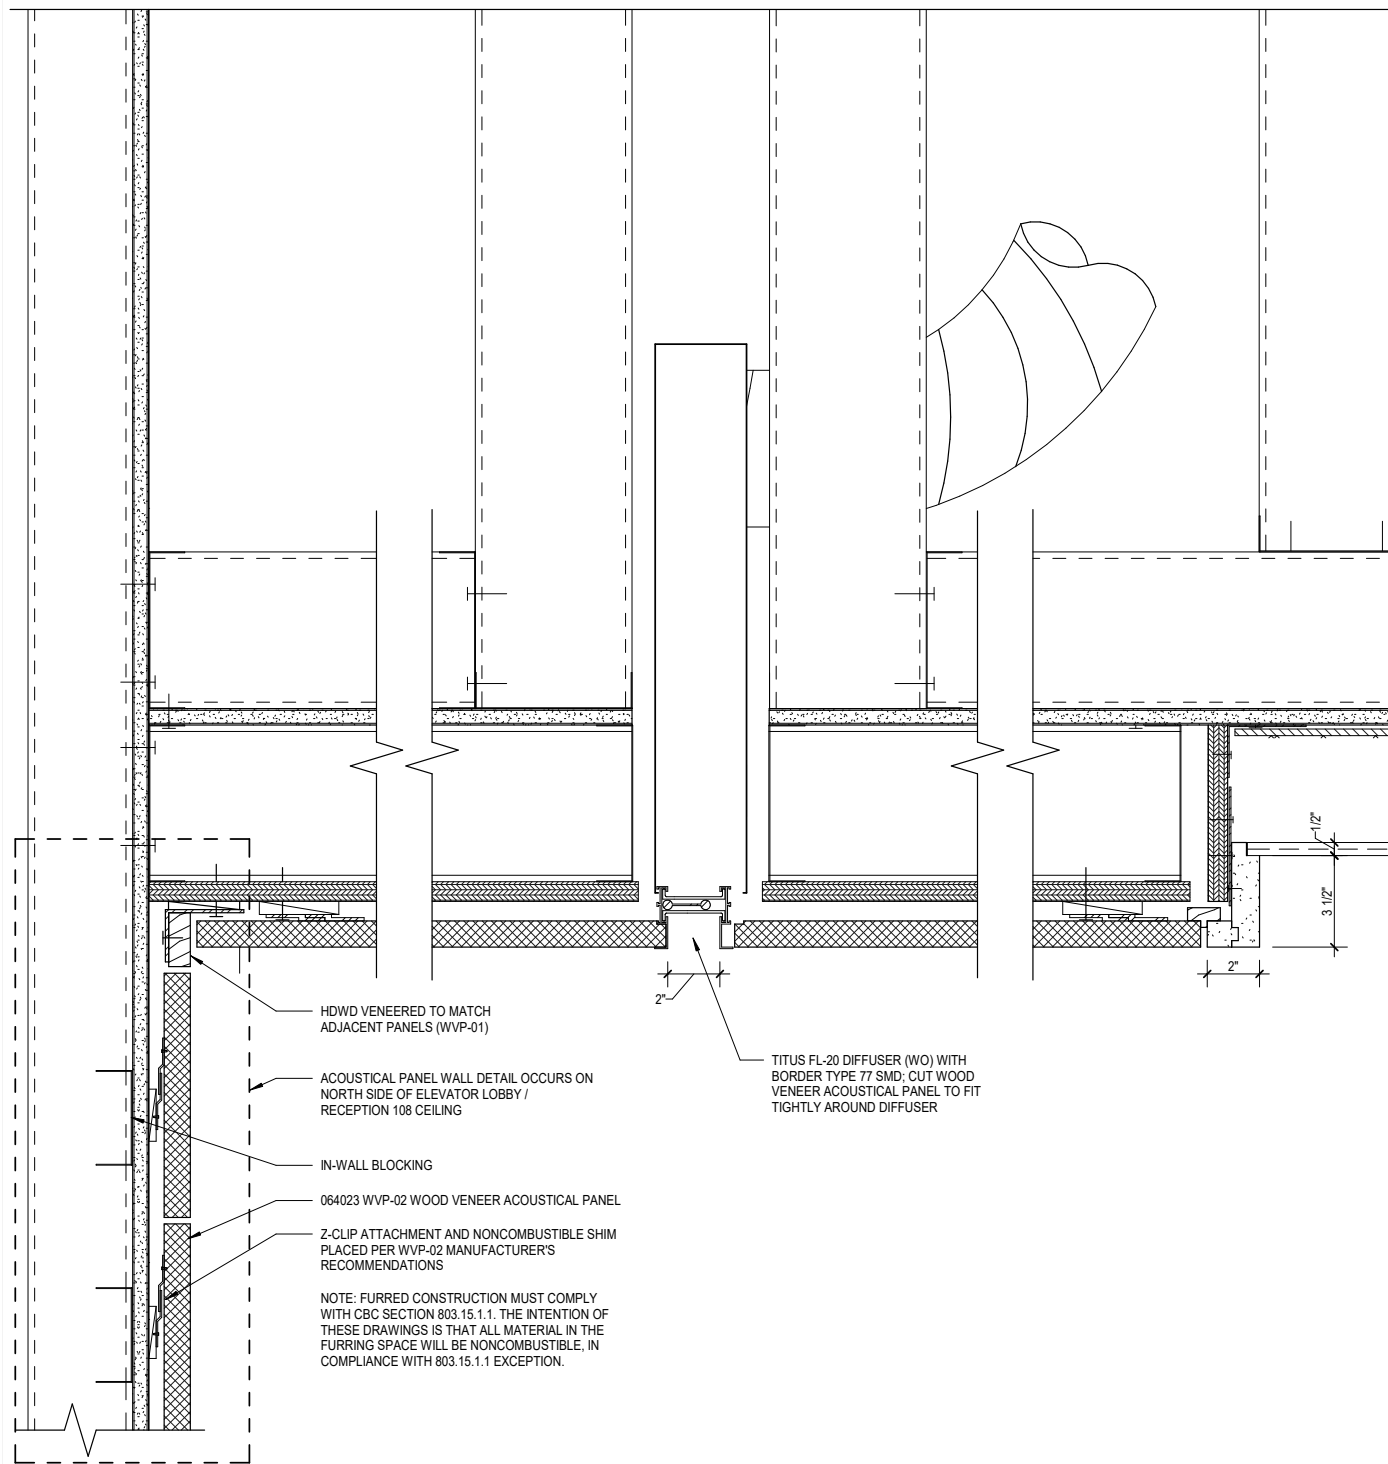 1/2"
3 1/2"
2"
2"
HDWD VENEERED TO MATCH
ADJACENT PANELS (WVP-01)
TITUS FL-20 DIFFUSER (WO) WITH
BORDER TYPE 77 SMD; CUT WOOD
VENEER ACOUSTICAL PANEL TO FIT
TIGHTLY AROUND DIFFUSER
ACOUSTICAL PANEL WALL DETAIL OCCURS ON
NORTH SIDE OF ELEVATOR LOBBY /
RECEPTION 108 CEILING
IN-WALL BLOCKING
064023 WVP-02 WOOD VENEER ACOUSTICAL PANEL
Z-CLIP ATTACHMENT AND NONCOMBUSTIBLE SHIM
PLACED PER WVP-02 MANUFACTURER'S
RECOMMENDATIONS
NOTE: FURRED CONSTRUCTION MUST COMPLY
WITH CBC SECTION 803.15.1.1. THE INTENTION OF
THESE DRAWINGS IS THAT ALL MATERIAL IN THE
FURRING SPACE WILL BE NONCOMBUSTIBLE, IN
COMPLIANCE WITH 803.15.1.1 EXCEPTION.